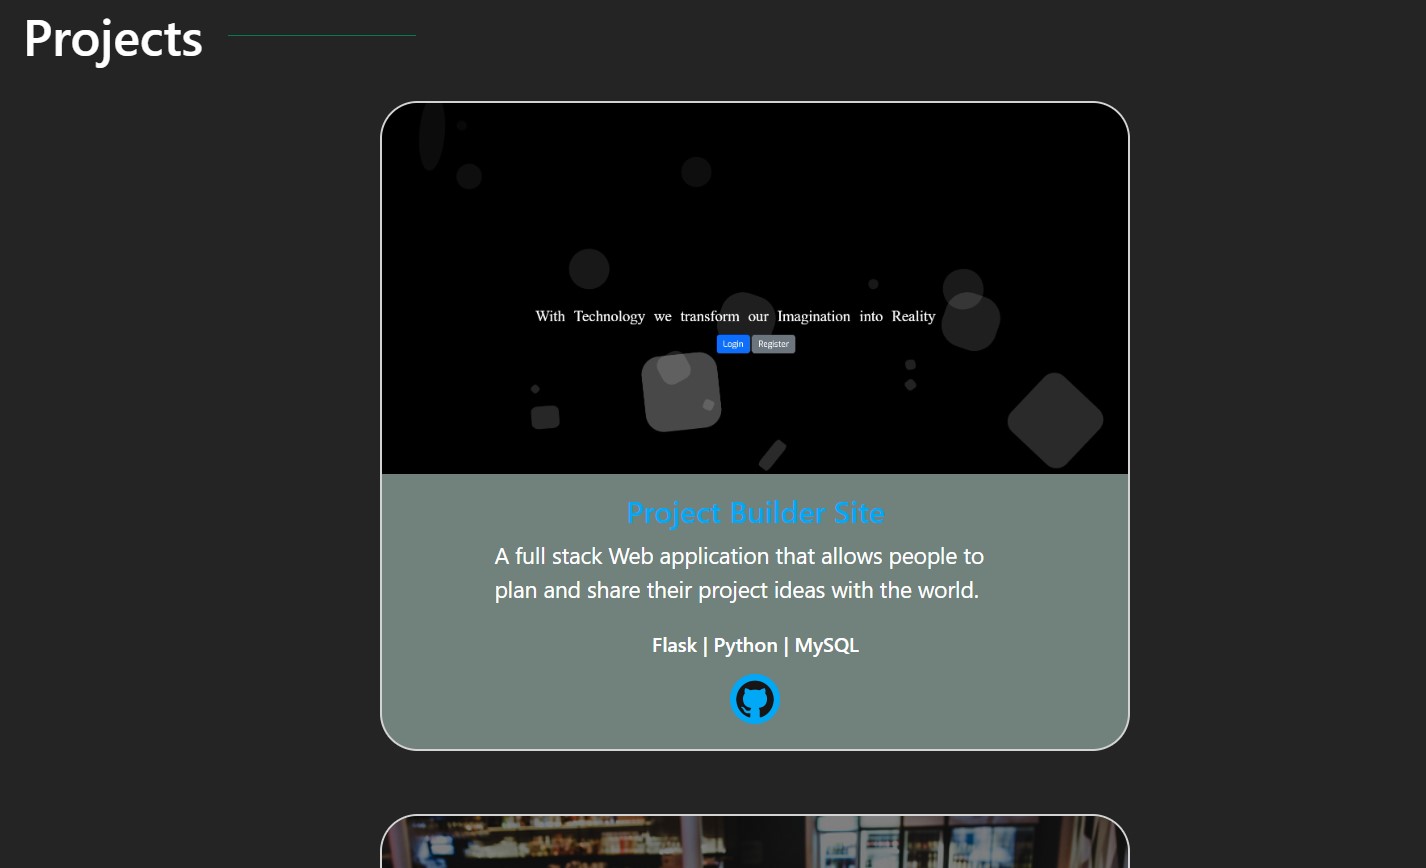 Projects
With Technology we transform our Imagination into Reality
Login Register
Project Builder Site
A full stack Web application that allows people to
plan and share their project ideas with the world.
Flask | Python | MySQL